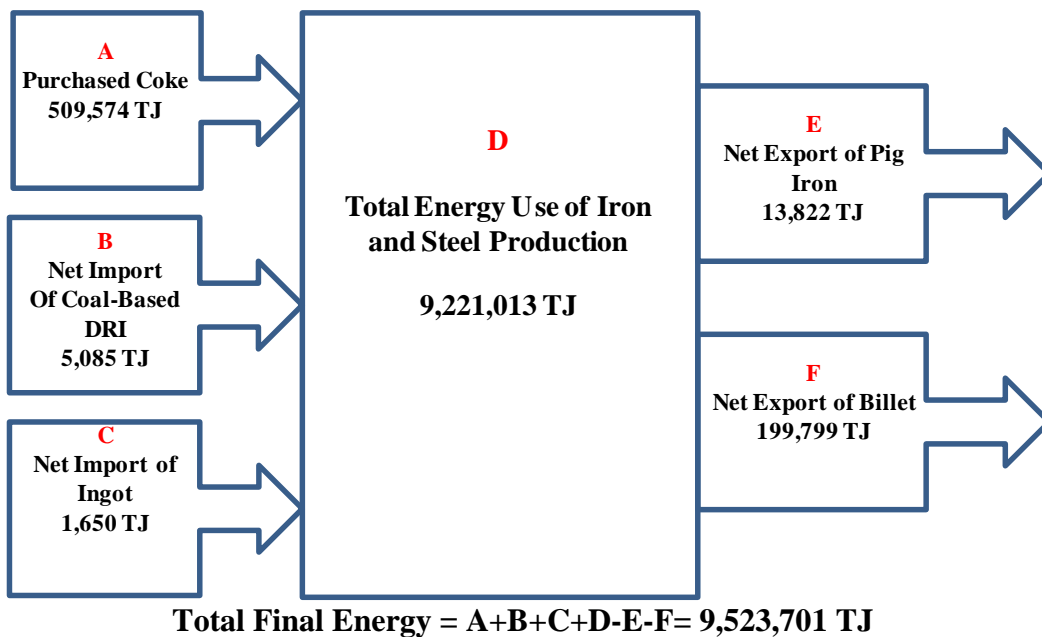 A
Purchased Coke
509,574 TJ
B
Net Import
Of Coal-Based
DRI
5,085 TJ
C
Net Import of
Ingot
1,650 TJ
D
Total Energy Use of Iron
and Steel Production
9,221,013 TJ
E
Net Export of Pig
Iron
13,822 TJ
F
Net Export of Billet
199,799 TJ
Total Final Energy = A+B+C+D-E-F= 9,523,701 TJ